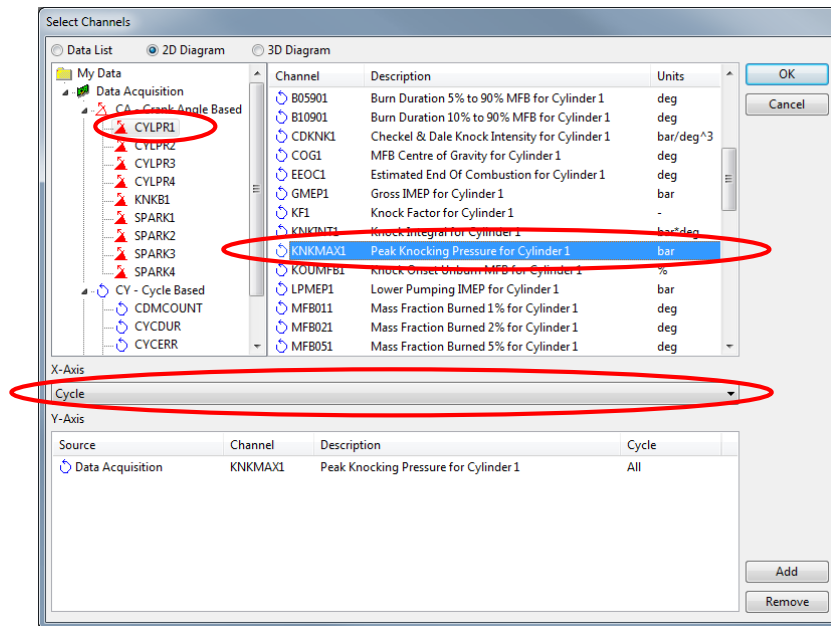 Select Channels
Data List 2D Diagram 3D Diagram
My Data
Data Acquisition
CA - Crank Angle Based
CYLPR1
CYLPR2
CYLPR3
CYLPR4
KNKB1
SPARK1
SPARK2
SPARK3
SPARK4
CY - Cycle Based
CDMCOUNT
CYCDUR
CYCERR
Channel Description Units
B05901 Burn Duration 5% to 90% MFB for Cylinder 1 deg
B10901 Burn Duration 10% to 90% MFB for Cylinder 1 deg
CDKNK1 Checkel & Dale Knock Intensity for Cylinder 1 bar/deg^3
COG1 MFB Centre of Gravity for Cylinder 1 deg
EEOC1 Estimated End Of Combustion for Cylinder 1 deg
GMEP1 Gross IMEP for Cylinder 1 bar
KF1 Knock Factor for Cylinder 1 -
KNKINT1 Knock Integral for Cylinder 1 bar*deg
KNKMAX1 Peak Knocking Pressure for Cylinder 1 bar
KOUMFB1 Knock Onset Unburn MFB for Cylinder 1 %
LPMEP1 Lower Pumping IMEP for Cylinder 1 bar
MFB011 Mass Fraction Burned 1% for Cylinder 1 deg
MFB021 Mass Fraction Burned 2% for Cylinder 1 deg
MFB051 Mass Fraction Burned 5% for Cylinder 1 deg
OK
Cancel
X-Axis
Cycle
Y-Axis
Source Channel Description Cycle
Data Acquisition KNKMAX1 Peak Knocking Pressure for Cylinder 1 All
Add
Remove